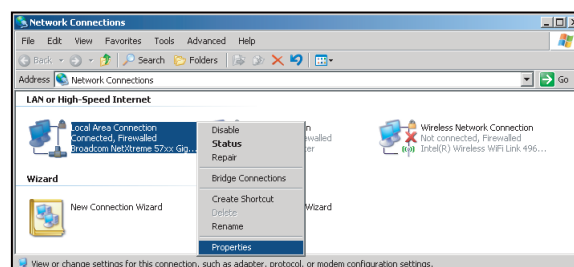 Network Connections
File Edit View Favorites Tools Advanced Help
Back Search Folders
Address Network Connections Go
LAN or High-Speed Internet
Local Area Connection
Connected, Firewalled
Broadcom NetXtreme 57xx Gig...
n
ewalled
ter
Wireless Network Connection
Not connected, Firewalled
Intel(R) Wireless WiFi Link 496...
Disable
Status
Repair
Bridge Connections
Create Shortcut
Delete
Rename
Properties
Wizard
New Connection Wizard
Wizard
View or change settings for this connection, such as adapter, protocol, or modem configuration settings.